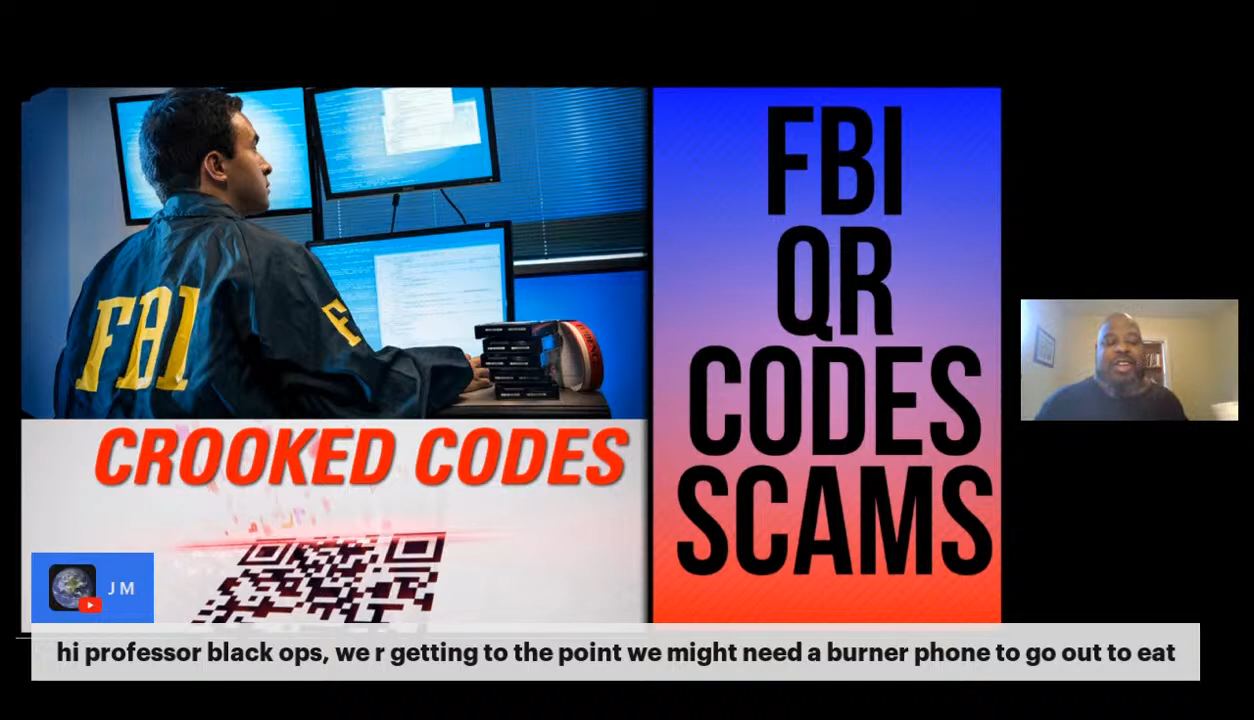 FBI
F
CROOKED CODES
FBI
QR
CODES
SCAMS
J M
hi professor black ops, we r getting to the point we might need a burner phone to go out to eat